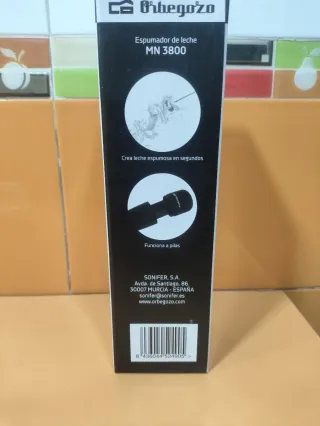 Orbegozo
Espumador de leche
MN 3800
Crea leche espumosa en segundos
Funciona a pilas
SONIFER, S.A.
Avda. de Santiago, 86,
30007 MURCIA - ESPAÑA
sonifer@sonifer.es
www.orbegozo.com